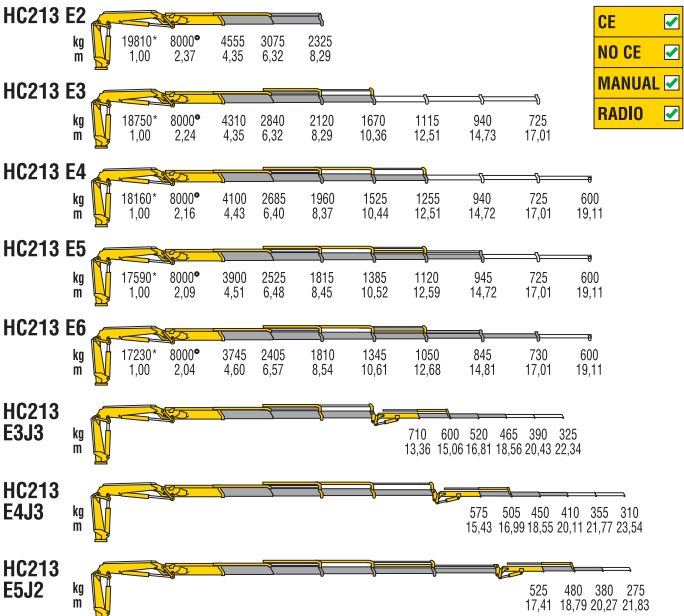 HC213 E2
kg 19810* 8000● 4555 3075 2325
m 1,00 2,37 4,35 6,32 8,29
CE
NO CE
MANUAL
RADIO
HC213 E3
kg 18750* 8000● 4310 2840 2120 1670 1115 940 725
m 1,00 2,24 4,35 6,32 8,29 10,36 12,51 14,73 17,01
HC213 E4
kg 18160* 8000● 4100 2685 1960 1525 1255 940 725 600
m 1,00 2,16 4,43 6,40 8,37 10,44 12,51 14,72 17,01 19,11
HC213 E5
kg 17590* 8000● 3900 2525 1815 1385 1120 945 725 600
m 1,00 2,09 4,51 6,48 8,45 10,52 12,59 14,72 17,01 19,11
HC213 E6
kg 17230* 8000● 3745 2405 1810 1345 1050 845 730 600
m 1,00 2,04 4,60 6,57 8,54 10,61 12,68 14,81 17,01 19,11
HC213
E3J3
kg 710 600 520 465 390 325
m 13,36 15,06 16,81 18,56 20,43 22,34
HC213
E4J3
kg 575 505 450 410 355 310
m 15,43 16,99 18,55 20,11 21,77 23,54
HC213
E5J2
kg 525 480 380 275
m 17,41 18,79 20,27 21,83